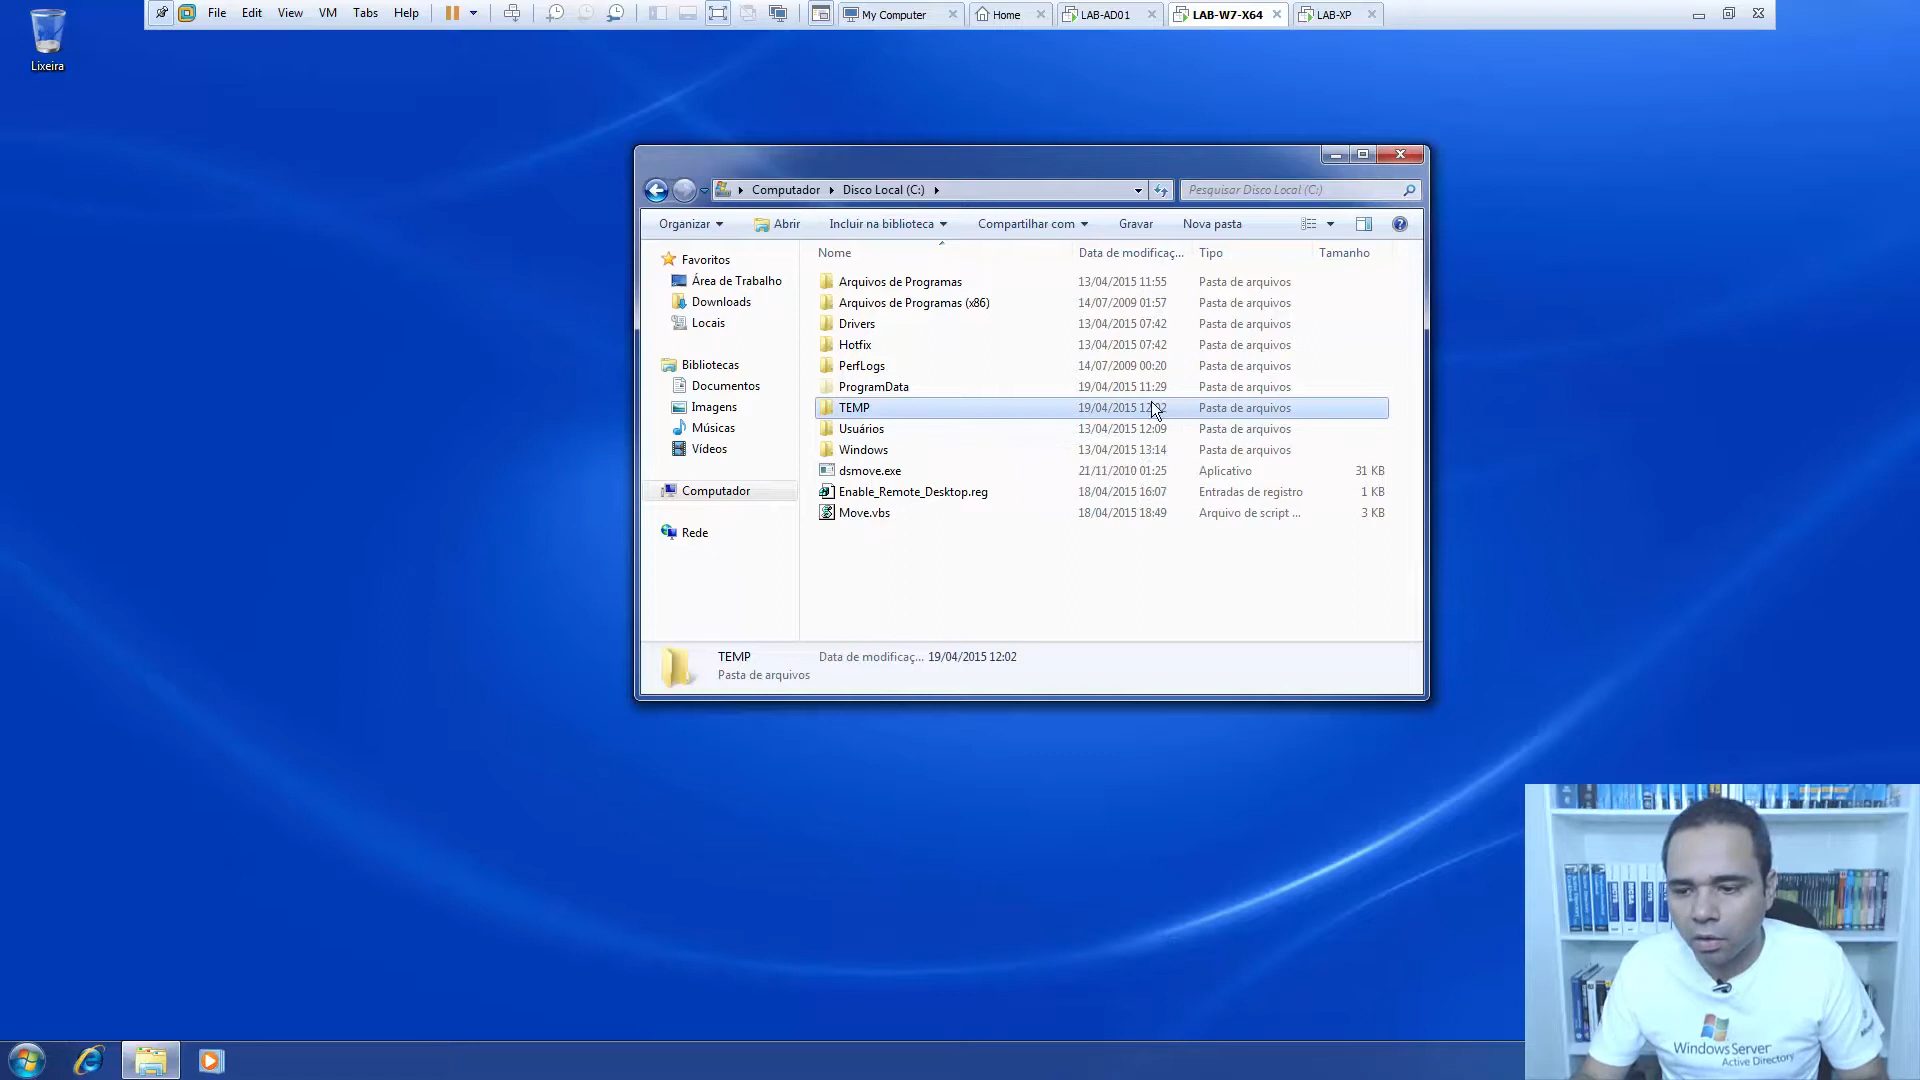 File Edit View VM Tabs Help My Computer Home LAB-AD01 LAB-W7-X64 LAB-XP
Lixeira
Computador Disco Local (C:) Pesquisar Disco Local (C:)
Organizar Abrir Incluir na biblioteca Compartilhar com Gravar Nova pasta
Nome Data de modificaç... Tipo Tamanho
Favoritos
Área de Trabalho
Downloads
Locais
Bibliotecas
Documentos
Imagens
Músicas
Vídeos
Computador
Rede
Arquivos de Programas 13/04/2015 11:55 Pasta de arquivos
Arquivos de Programas (x86) 14/07/2009 01:57 Pasta de arquivos
Drivers 13/04/2015 07:42 Pasta de arquivos
Hotfix 13/04/2015 07:42 Pasta de arquivos
PerfLogs 14/07/2009 00:20 Pasta de arquivos
ProgramData 19/04/2015 11:29 Pasta de arquivos
TEMP 19/04/2015 12:02 Pasta de arquivos
Usuários 13/04/2015 12:09 Pasta de arquivos
Windows 13/04/2015 13:14 Pasta de arquivos
dsmove.exe 21/11/2010 01:25 Aplicativo 31 KB
Enable_Remote_Desktop.reg 18/04/2015 16:07 Entradas de registro 1 KB
Move.vbs 18/04/2015 18:49 Arquivo de script ... 3 KB
TEMP Data de modificaç... 19/04/2015 12:02
Pasta de arquivos
Windows Server
Active Directory